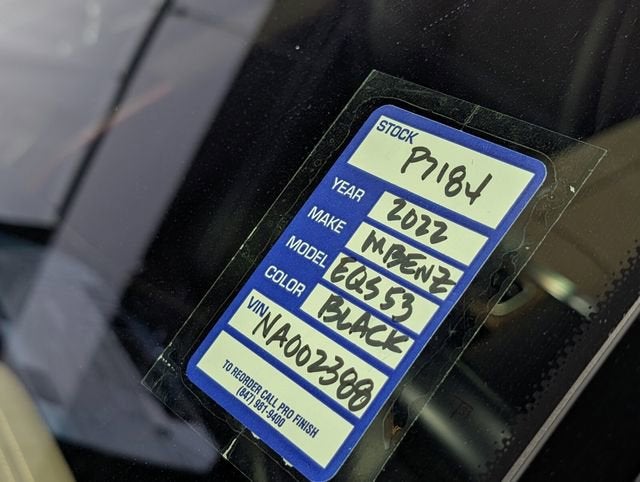 STOCK
P7184
YEAR 2022
MAKE MBENZ
MODEL EQS53
COLOR BLACK
VIN NA002388
TO REORDER CALL PRO FINISH
(847) 981-9400